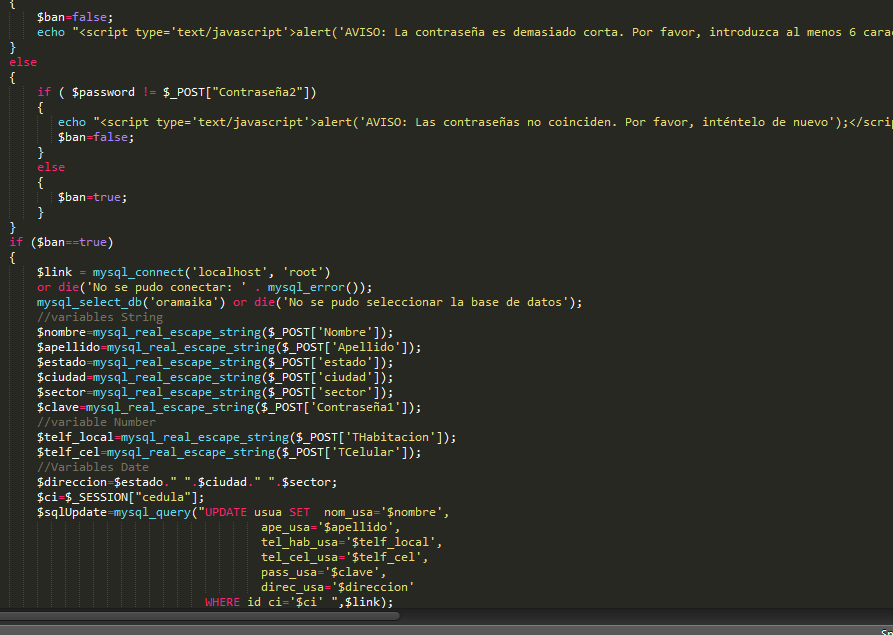 {
$ban=false;
echo "<script type='text/javascript'>alert('AVISO: La contraseña es demasiado corta. Por favor, introduzca al menos 6 cara
}
else
{
if ( $password != $_POST["Contraseña2"])
{
echo "<script type='text/javascript'>alert('AVISO: Las contraseñas no coinciden. Por favor, inténtelo de nuevo');</scri
$ban=false;
}
else
{
$ban=true;
}
}
if ($ban==true)
{
$link = mysql_connect('localhost', 'root')
or die('No se pudo conectar: ' . mysql_error());
mysql_select_db('oramaika') or die('No se pudo seleccionar la base de datos');
//variables String
$nombre=mysql_real_escape_string($_POST['Nombre']);
$apellido=mysql_real_escape_string($_POST['Apellido']);
$estado=mysql_real_escape_string($_POST['estado']);
$ciudad=mysql_real_escape_string($_POST['ciudad']);
$sector=mysql_real_escape_string($_POST['sector']);
$clave=mysql_real_escape_string($_POST['Contraseña1']);
//variable Number
$telf_local=mysql_real_escape_string($_POST['THabitacion']);
$telf_cel=mysql_real_escape_string($_POST['TCelular']);
//Variables Date
$direccion=$estado." ".$ciudad." ".$sector;
$ci=$_SESSION["cedula"];
$sqlUpdate=mysql_query("UPDATE usua SET  nom_usa='$nombre',
ape_usa='$apellido',
tel_hab_usa='$telf_local',
tel_cel_usa='$telf_cel',
pass_usa='$clave',
direc_usa='$direccion'
WHERE id_ci='$ci' ",$link);